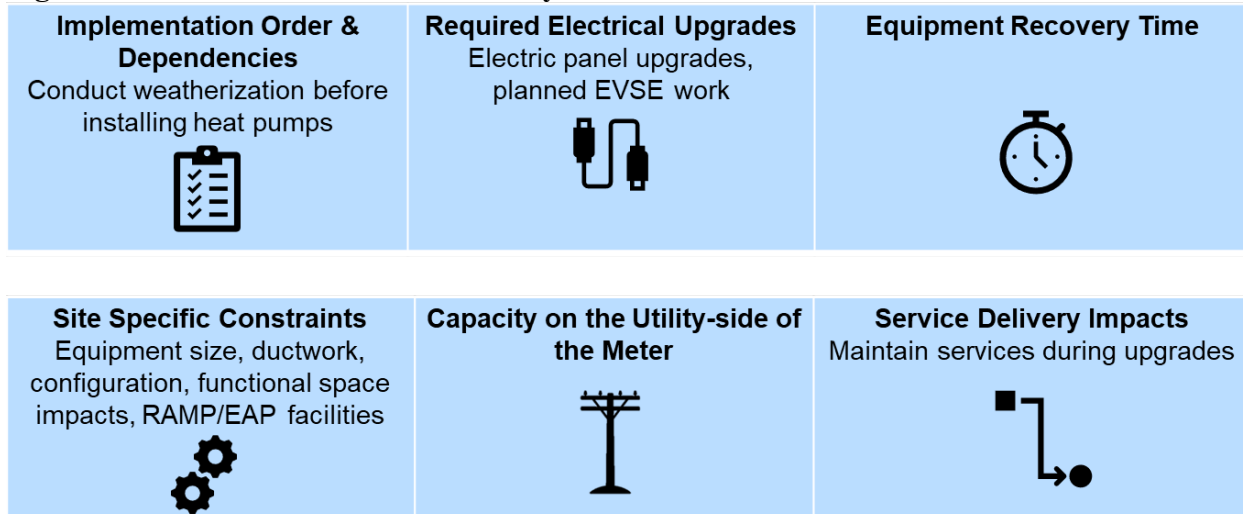 Implementation Order &
Dependencies
Conduct weatherization before
installing heat pumps
Required Electrical Upgrades
Electric panel upgrades,
planned EVSE work
Equipment Recovery Time
Site Specific Constraints
Equipment size, ductwork,
configuration, functional space
impacts, RAMP/EAP facilities
Capacity on the Utility-side of
the Meter
Service Delivery Impacts
Maintain services during upgrades